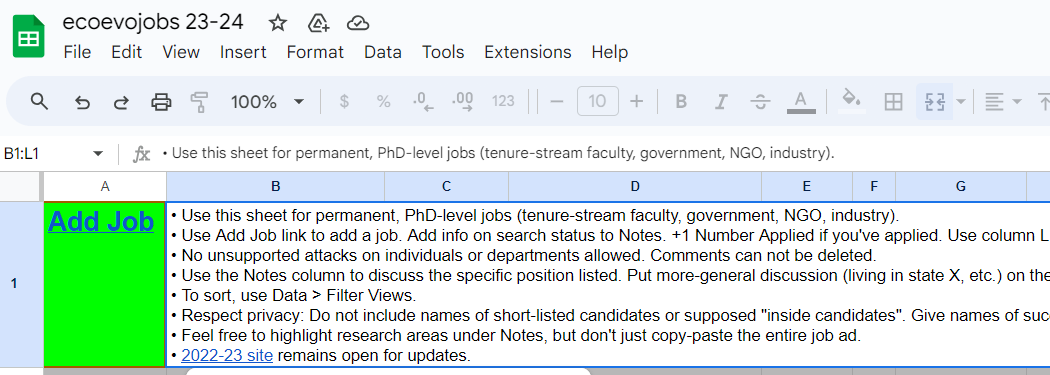 ecoevojobs 23-24
File Edit View Insert Format Data Tools Extensions Help
100% $ % .0 .00 123 10 B I A
B1:L1 fx • Use this sheet for permanent, PhD-level jobs (tenure-stream faculty, government, NGO, industry).
A B C D E F G
1
Add Job
• Use this sheet for permanent, PhD-level jobs (tenure-stream faculty, government, NGO, industry).
• Use Add Job link to add a job. Add info on search status to Notes. +1 Number Applied if you've applied. Use column L
• No unsupported attacks on individuals or departments allowed. Comments can not be deleted.
• Use the Notes column to discuss the specific position listed. Put more-general discussion (living in state X, etc.) on the
• To sort, use Data > Filter Views.
• Respect privacy: Do not include names of short-listed candidates or supposed "inside candidates". Give names of suc
• Feel free to highlight research areas under Notes, but don't just copy-paste the entire job ad.
• 2022-23 site remains open for updates.